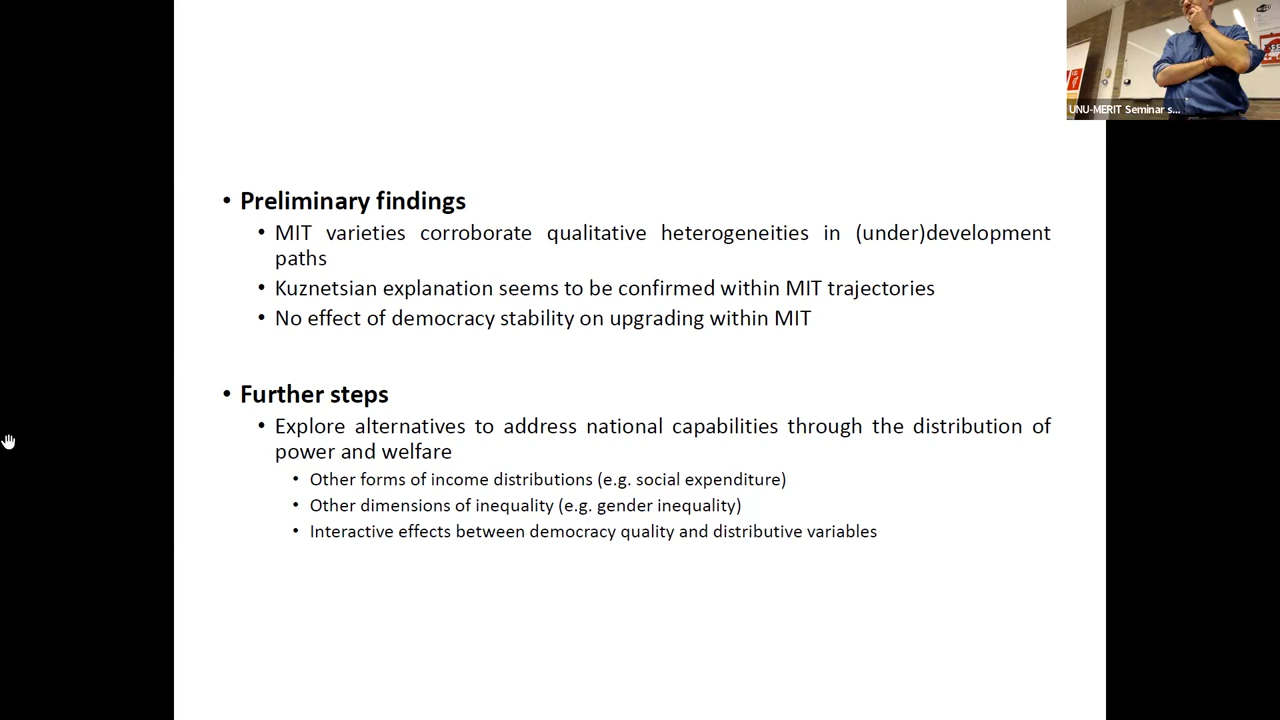 UNU-MERIT Seminar s...
• Preliminary findings
• MIT varieties corroborate qualitative heterogeneities in (under)development
paths
• Kuznetsian explanation seems to be confirmed within MIT trajectories
• No effect of democracy stability on upgrading within MIT
• Further steps
• Explore alternatives to address national capabilities through the distribution of
power and welfare
• Other forms of income distributions (e.g. social expenditure)
• Other dimensions of inequality (e.g. gender inequality)
• Interactive effects between democracy quality and distributive variables